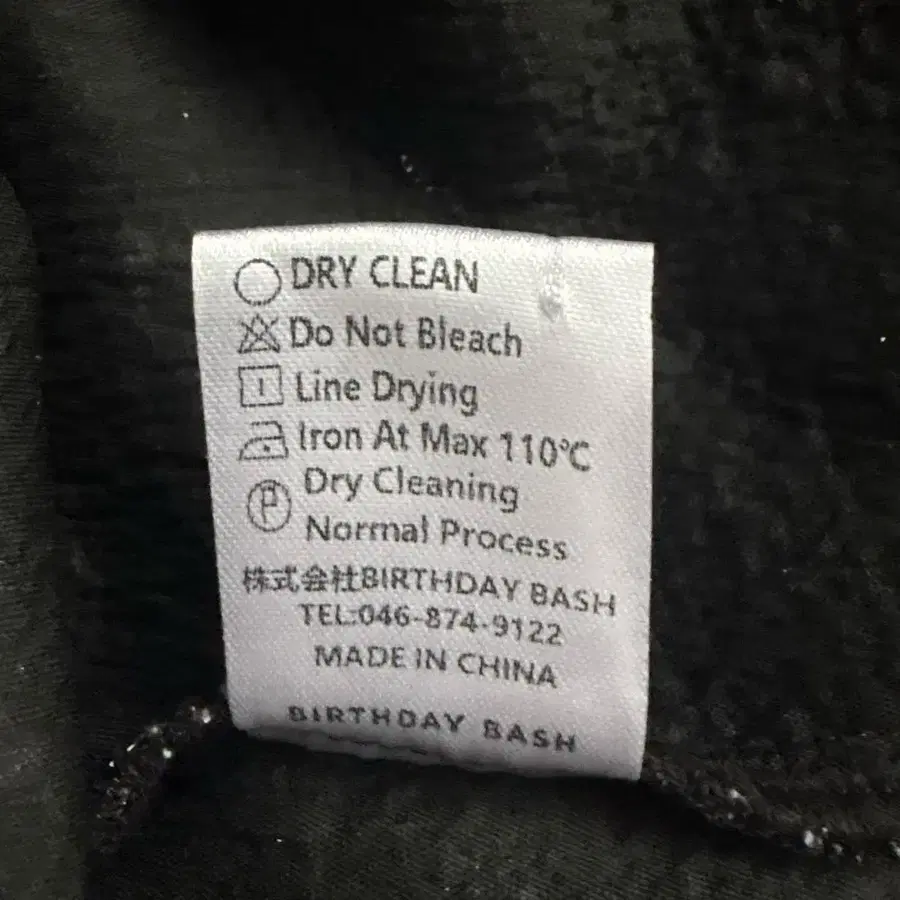 DRY CLEAN
Do Not Bleach
Line Drying
Iron At Max 110℃
P Dry Cleaning
Normal Process
株式会社BIRTHDAY BASH
TEL:046-874-9122
MADE IN CHINA
BIRTHDAY BASH